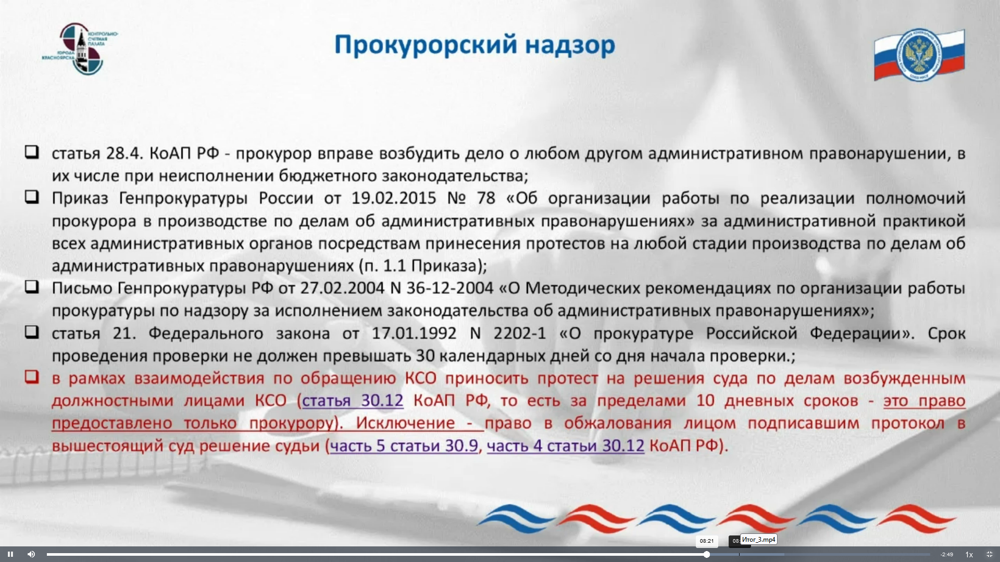 КОНТРОЛЬНО-
СЧЕТНАЯ
ПАЛАТА
ГОРОДА
КРАСНОЯРСКА
Прокурорский надзор
❑ статья 28.4. КоАП РФ - прокурор вправе возбудить дело о любом другом административном правонарушении, в
их числе при неисполнении бюджетного законодательства;
❑ Приказ Генпрокуратуры России от 19.02.2015 № 78 «Об организации работы по реализации полномочий
прокурора в производстве по делам об административных правонарушениях» за административной практикой
всех административных органов посредствам принесения протестов на любой стадии производства по делам об
административных правонарушениях (п. 1.1 Приказа);
❑ Письмо Генпрокуратуры РФ от 27.02.2004 N 36-12-2004 «О Методических рекомендациях по организации работы
прокуратуры по надзору за исполнением законодательства об административных правонарушениях»;
❑ статья 21. Федерального закона от 17.01.1992 N 2202-1 «О прокуратуре Российской Федерации». Срок
проведения проверки не должен превышать 30 календарных дней со дня начала проверки.;
❑ в рамках взаимодействия по обращению КСО приносить протест на решения суда по делам возбужденным
должностными лицами КСО (статья 30.12 КоАП РФ, то есть за пределами 10 дневных сроков - это право
предоставлено только прокурору). Исключение - право в обжалования лицом подписавшим протокол в
вышестоящий суд решение судьи (часть 5 статьи 30.9, часть 4 статьи 30.12 КоАП РФ).
08:21
08:
Итог_3.mp4
-2:49
1x